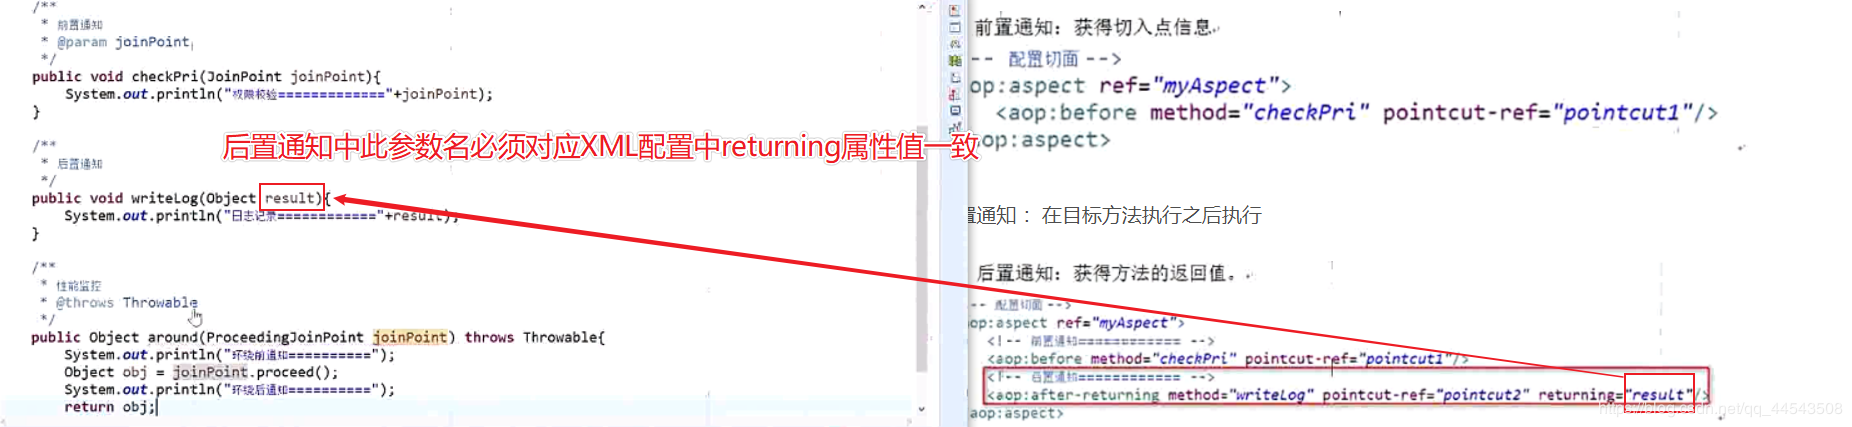 /**
* 前置通知
* @param joinPoint
*/
public void checkPri(JoinPoint joinPoint){
System.out.println("权限校验============="+joinPoint);
}
/**
* 后置通知
*/
public void writeLog(Object result){
System.out.println("日志记录============"+result);
}
/**
* 性能监控
* @throws Throwable
*/
public Object around(ProceedingJoinPoint joinPoint) throws Throwable{
System.out.println("环绕前通知==========");
Object obj = joinPoint.proceed();
System.out.println("环绕后通知==========");
return obj;
后置通知中此参数名必须对应XML配置中returning属性值一致
前置通知：获得切入点信息。
-- 配置切面 -->
op:aspect ref="myAspect">
<aop:before method="checkPri" pointcut-ref="pointcut1"/>
aop:aspect>
置通知 ：在目标方法执行之后执行
后置通知：获得方法的返回值。
-- 配置切面 -->
aop:aspect ref="myAspect">
<!-- 前置通知============= -->
<aop:before method="checkPri" pointcut-ref="pointcut1"/>
<!-- 后置通知============= -->
<aop:after-returning method="writeLog" pointcut-ref="pointcut2" returning="result"/>
aop:aspect>
https://blog.csdn.net/qq_44543508